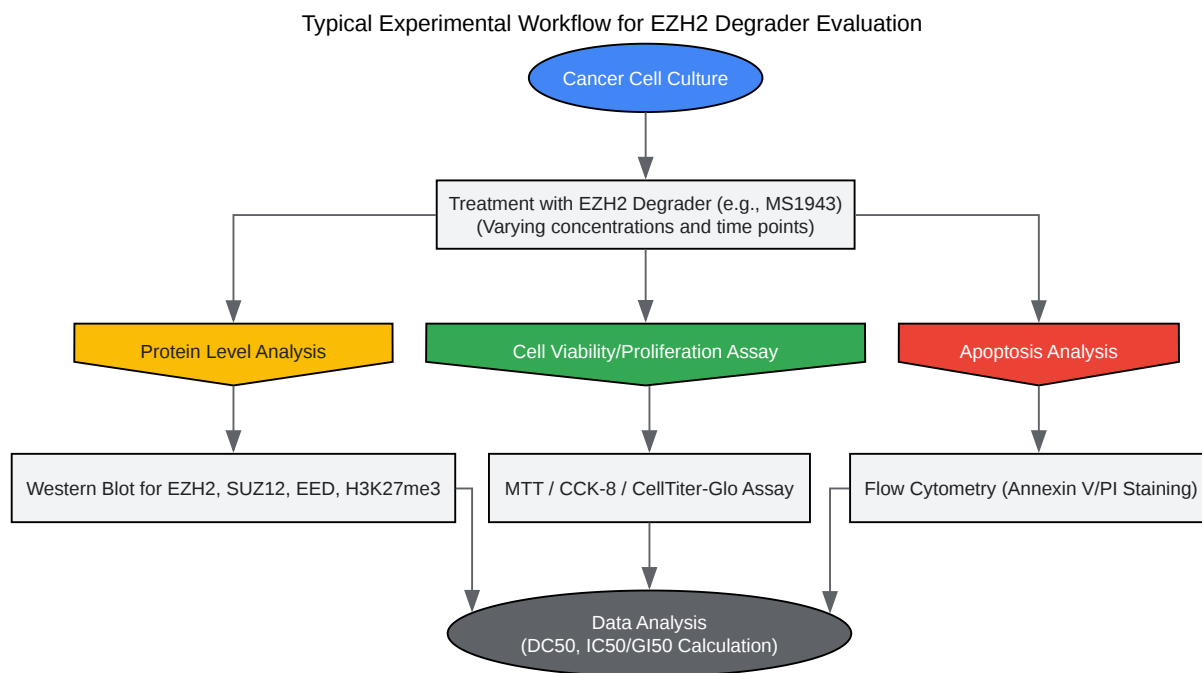 Typical Experimental Workflow for EZH2 Degrader Evaluation
Cancer Cell Culture
Treatment with EZH2 Degrader (e.g., MS1943)
(Varying concentrations and time points)
Protein Level Analysis
Cell Viability/Proliferation Assay
Apoptosis Analysis
Western Blot for EZH2, SUZ12, EED, H3K27me3
MTT / CCK-8 / CellTiter-Glo Assay
Flow Cytometry (Annexin V/PI Staining)
Data Analysis
(DC50, IC50/GI50 Calculation)